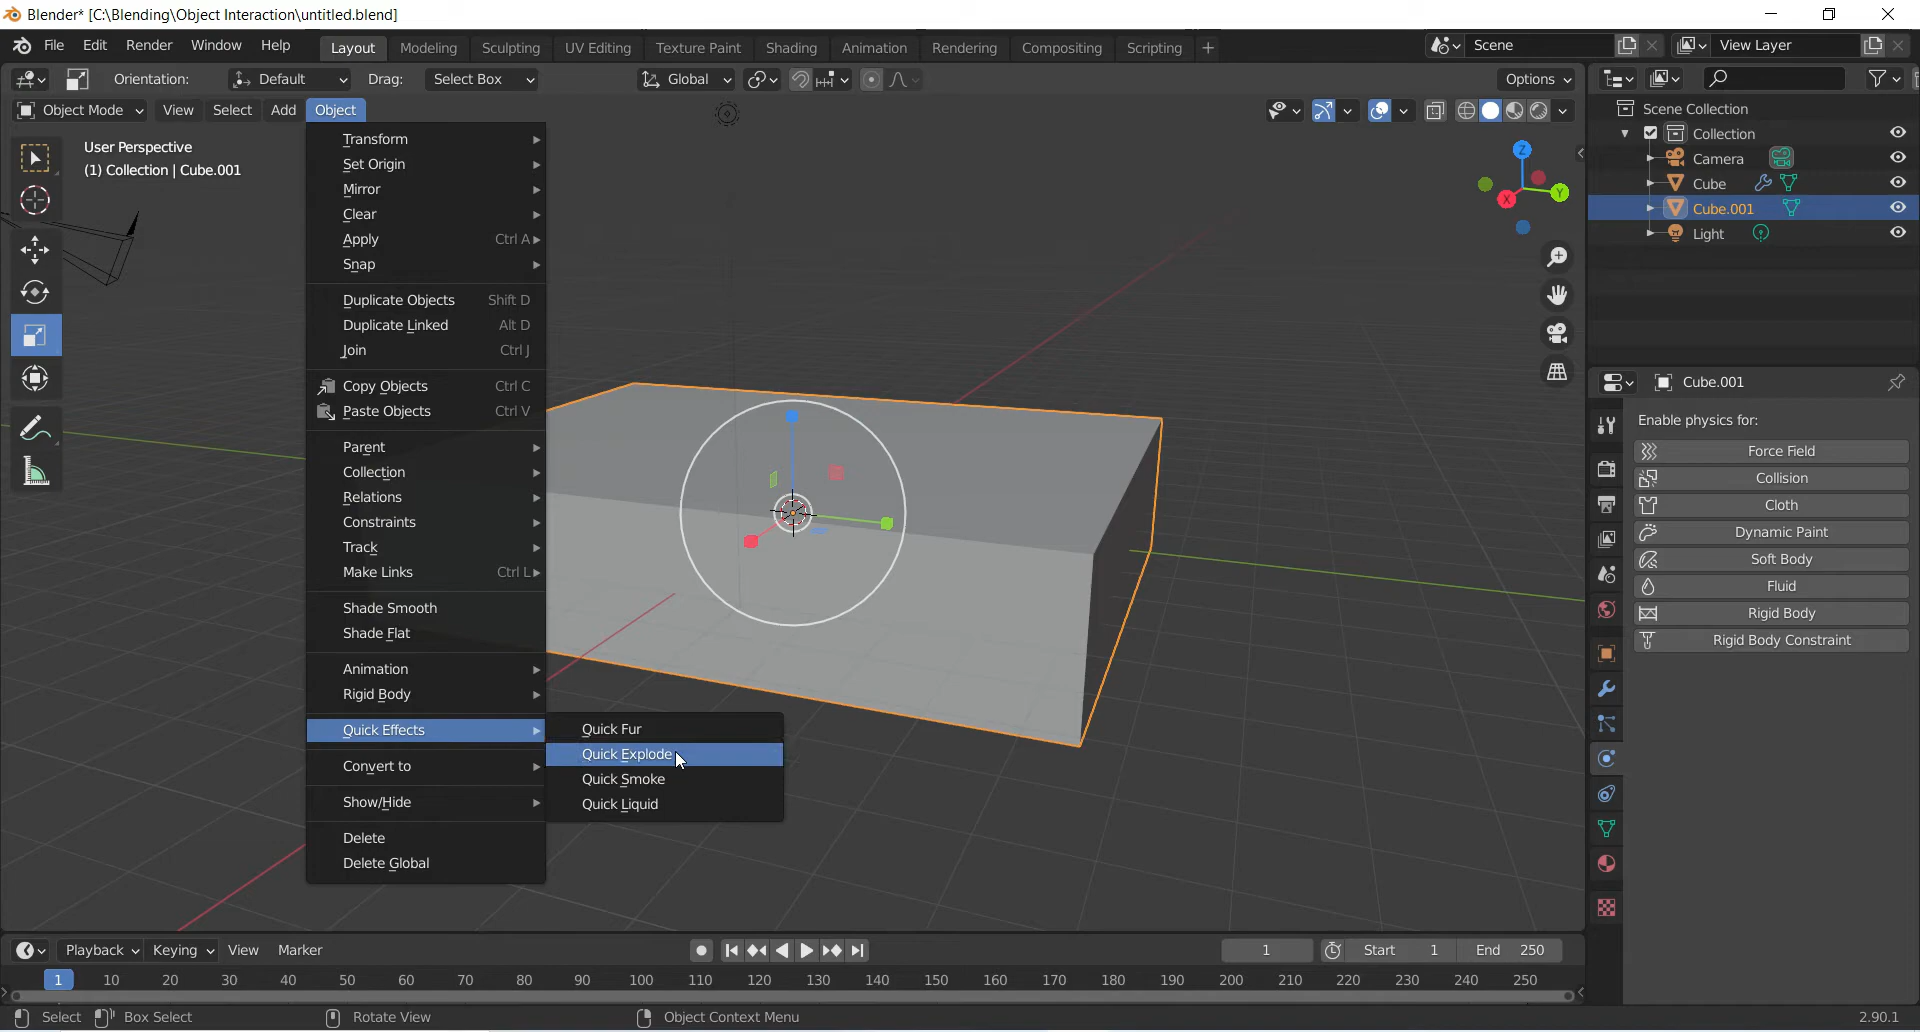 Blender* [C:\Blending\Object Interaction\untitled.blend]
File Edit Render Window Help Layout Modeling Sculpting UV Editing Texture Paint Shading Animation Rendering Compositing Scripting + Scene View Layer
Orientation: Default Drag: Select Box Global Options
Object Mode View Select Add Object
User Perspective
(1) Collection | Cube.001
Transform
Set Origin
Mirror
Clear
Apply Ctrl A
Snap
Duplicate Objects Shift D
Duplicate Linked Alt D
Join Ctrl J
Copy Objects Ctrl C
Paste Objects Ctrl V
Parent
Collection
Relations
Constraints
Track
Make Links Ctrl L
Shade Smooth
Shade Flat
Animation
Rigid Body
Quick Effects
Convert to
Show/Hide
Delete
Delete Global
Quick Fur
Quick Explode
Quick Smoke
Quick Liquid
Z
Y
X
Scene Collection
Collection
Camera
Cube
Cube.001
Light
Cube.001
Enable physics for:
Force Field
Collision
Cloth
Dynamic Paint
Soft Body
Fluid
Rigid Body
Rigid Body Constraint
Playback Keying View Marker 1 Start 1 End 250
1 10 20 30 40 50 60 70 80 90 100 110 120 130 140 150 160 170 180 190 200 210 220 230 240 250
Select Box Select Rotate View Object Context Menu 2.90.1